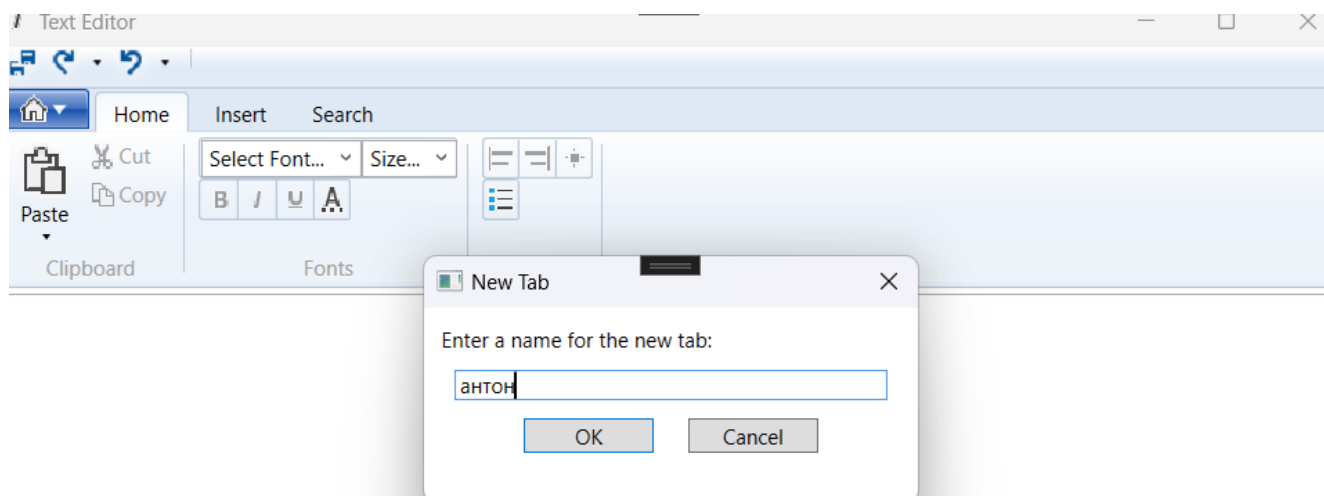 Text Editor
Home Insert Search
Cut
Select Font... Size...
Copy
B I U A
Paste
Clipboard Fonts
New Tab
Enter a name for the new tab:
антон
OK Cancel